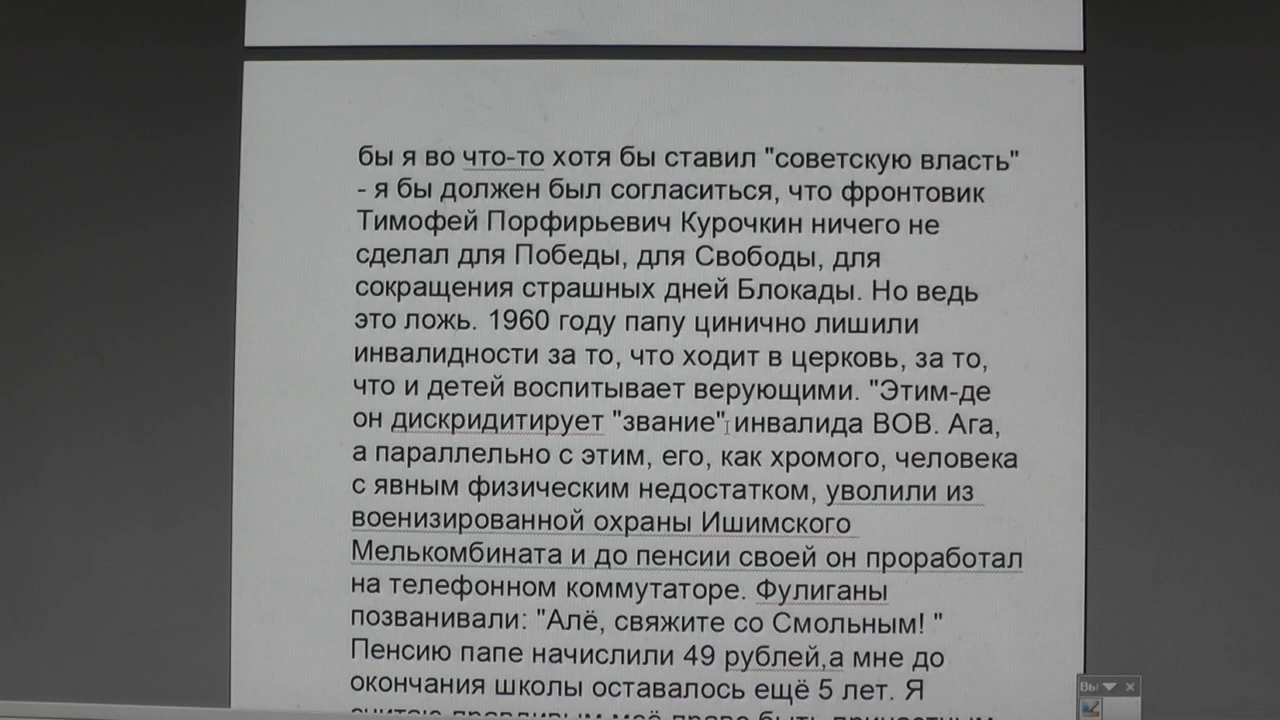 бы я во что-то хотя бы ставил "советскую власть"
- я бы должен был согласиться, что фронтовик
Тимофей Порфирьевич Курочкин ничего не
сделал для Победы, для Свободы, для
сокращения страшных дней Блокады. Но ведь
это ложь. 1960 году папу цинично лишили
инвалидности за то, что ходит в церковь, за то,
что и детей воспитывает верующими. "Этим-де
он дискридитирует "звание" инвалида ВОВ. Ага,
а параллельно с этим, его, как хромого, человека
с явным физическим недостатком, уволили из
военизированной охраны Ишимского
Мелькомбината и до пенсии своей он проработал
на телефонном коммутаторе. Фулиганы
позванивали: "Алё, свяжите со Смольным! "
Пенсию папе начислили 49 рублей,а мне до
окончания школы оставалось ещё 5 лет. Я
Вы